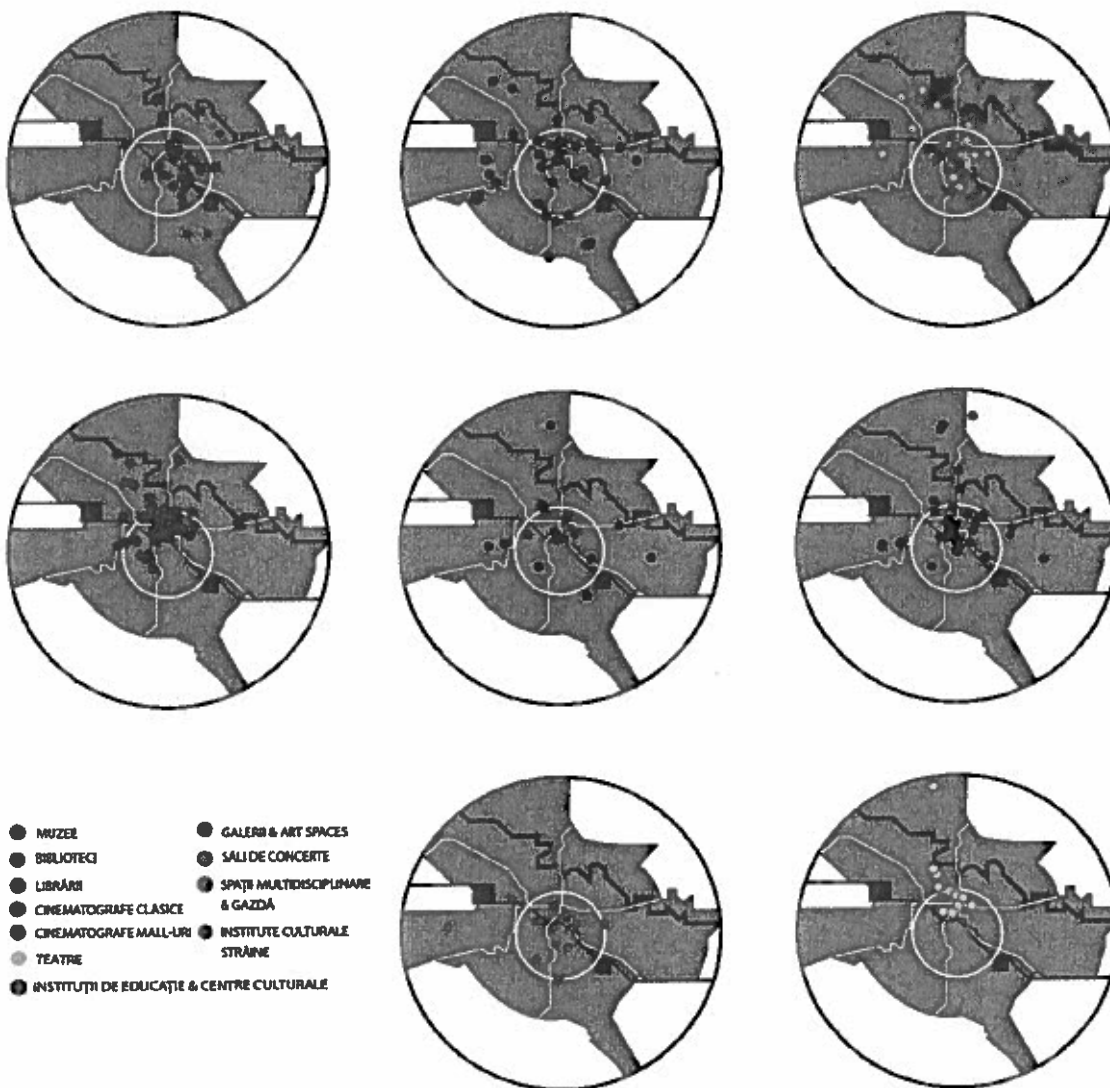 MUZEE
BIBLIOTECI
LIBRĂRII
CINEMATOGRAFE CLASICE
CINEMATOGRAFE MALL-URI
TEATRE
INSTITUȚII DE EDUCAȚIE & CENTRE CULTURALE
GALERII & ART SPACES
SĂLI DE CONCERTE
SPAȚII MULTIDISCIPLINARE
& GAZDĂ
INSTITUTE CULTURALE
STRĂINE